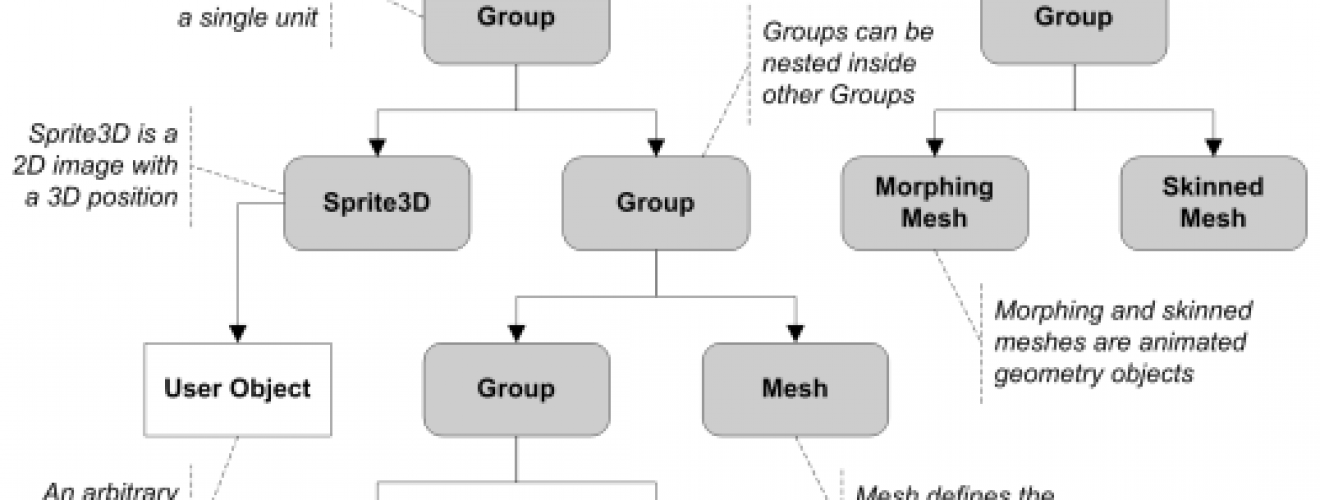 a single unit
Group
Groups can be
nested inside
other Groups
Group
Sprite3D is a
2D image with
a 3D position
Sprite3D
Group
Morphing
Mesh
Skinned
Mesh
Morphing and skinned
meshes are animated
geometry objects
User Object
Group
Mesh
An arbitrary
Mesh defines the